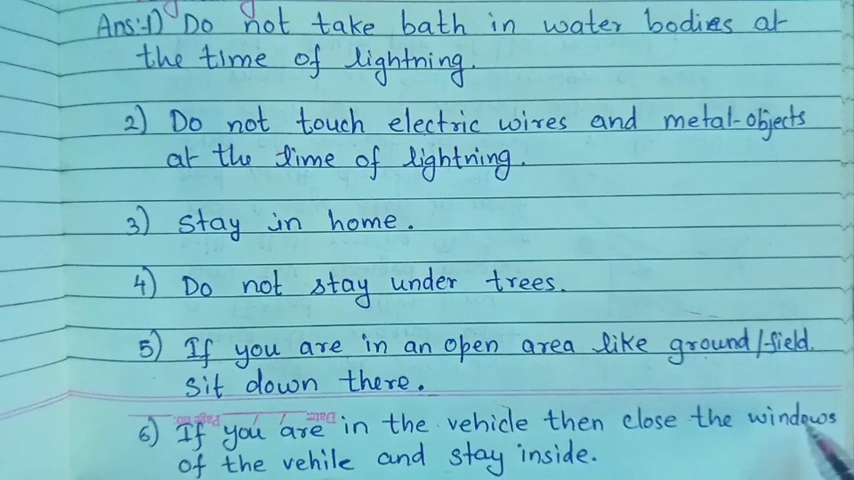 Ans:-1) Do not take bath in water bodies at
the time of lightning.
2) Do not touch electric wires and metal-objects
at the time of lightning.
3) Stay in home.
4) Do not stay under trees.
5) If you are in an open area like ground/field.
sit down there.
Date: / / Page no:
6) If you are in the vehicle then close the windows
of the vehile and stay inside.